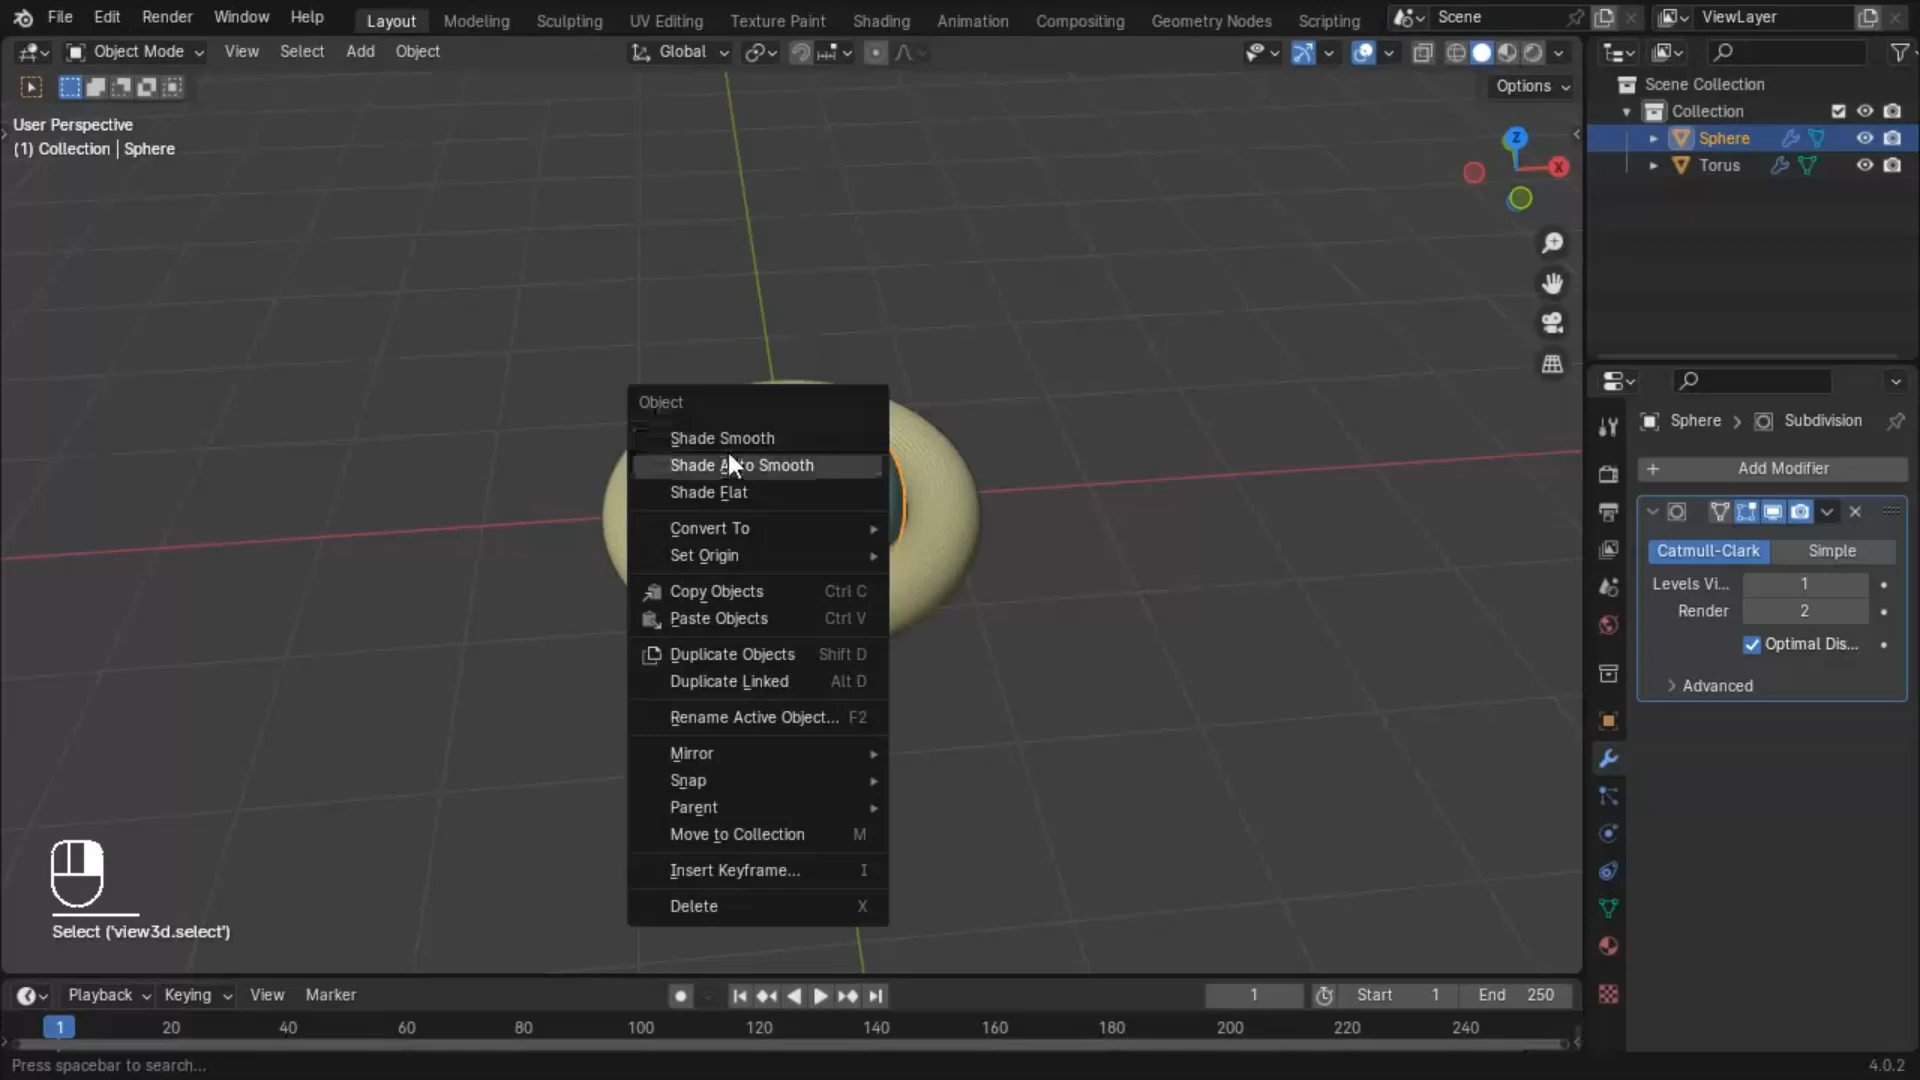 File Edit Render Window Help Layout Modeling Sculpting UV Editing Texture Paint Shading Animation Compositing Geometry Nodes Scripting Scene ViewLayer
Object Mode View Select Add Object Global
Options
User Perspective
(1) Collection | Sphere
Z
X
Scene Collection
Collection
Sphere
Torus
Object
Shade Smooth
Shade Auto Smooth
Shade Flat
Convert To
Set Origin
Copy Objects Ctrl C
Paste Objects Ctrl V
Duplicate Objects Shift D
Duplicate Linked Alt D
Rename Active Object... F2
Mirror
Snap
Parent
Move to Collection M
Insert Keyframe... I
Delete X
Sphere > Subdivision
+ Add Modifier
Catmull-Clark Simple
Levels Vi... 1
Render 2
Optimal Dis...
Advanced
Select ('view3d.select')
Playback Keying View Marker 1 Start 1 End 250
1 20 40 60 80 100 120 140 160 180 200 220 240
Press spacebar to search... 4.0.2